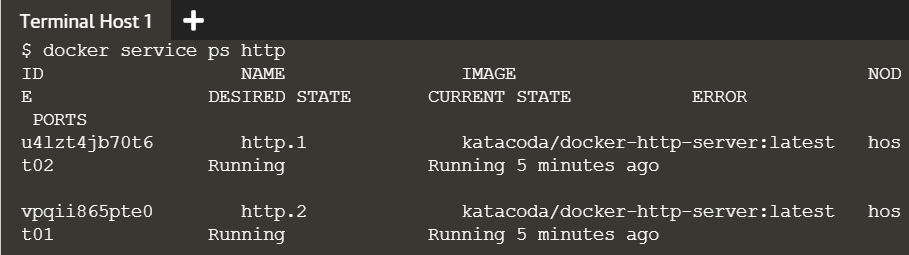 Terminal Host 1 +
$ docker service ps http
ID NAME IMAGE NOD
E DESIRED STATE CURRENT STATE ERROR
PORTS
u4lzt4jb70t6 http.1 katacoda/docker-http-server:latest hos
t02 Running Running 5 minutes ago
vpqii865pte0 http.2 katacoda/docker-http-server:latest hos
t01 Running Running 5 minutes ago